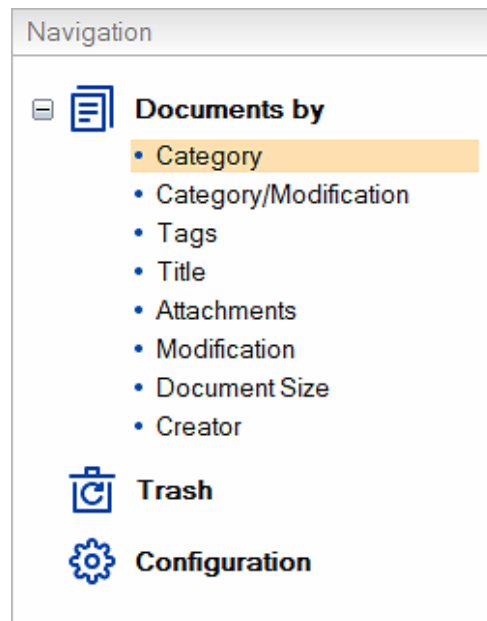 Navigation
Documents by
Category
Category/Modification
Tags
Title
Attachments
Modification
Document Size
Creator
Trash
Configuration